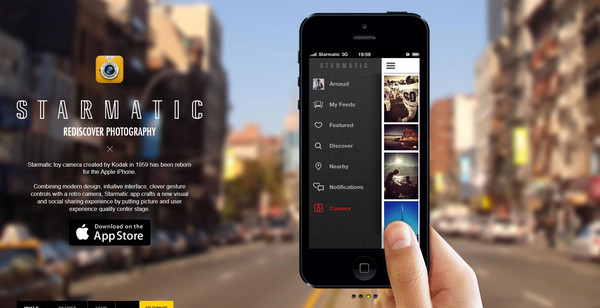 STARMATIC
REDISCOVER PHOTOGRAPHY
Starmatic toy camera created by Kodak in 1959 has been reborn
for the Apple iPhone.
Combining modern design, intuitive interface, clever gesture
controls with a retro camera, Starmatic app crafts a new visual
and social sharing experience by putting picture and user
experience quality center stage.
Download on the
App Store
Starmatic 3G 19:59
STARMATIC
Arnaud
My Feeds
Featured
Discover
Nearby
Notifications
Camera